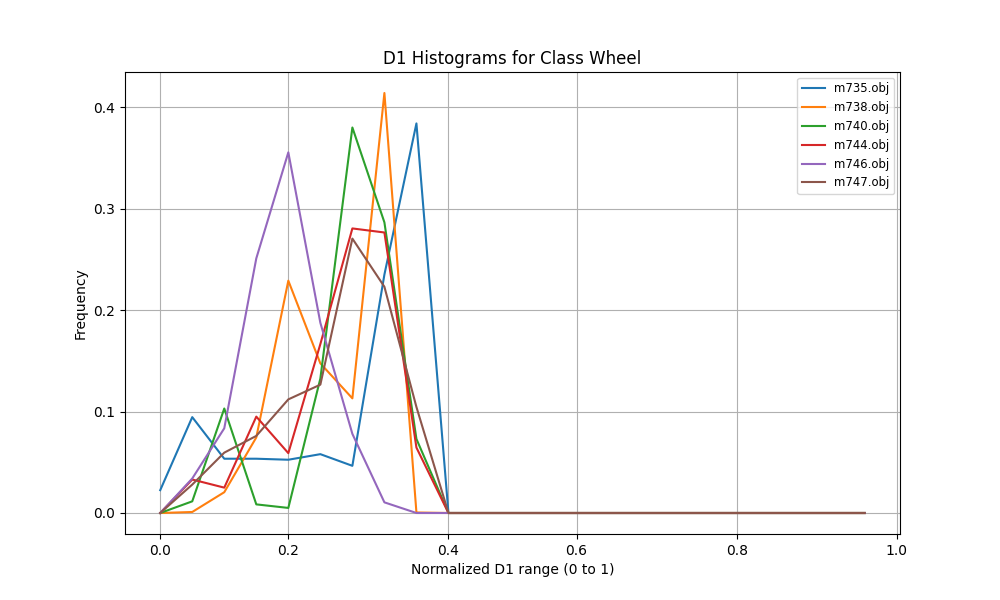 D1 Histograms for Class Wheel
m735.obj
m738.obj
m740.obj
m744.obj
m746.obj
m747.obj
Frequency
0.4
0.3
0.2
0.1
0.0
0.0 0.2 0.4 0.6 0.8 1.0
Normalized D1 range (0 to 1)